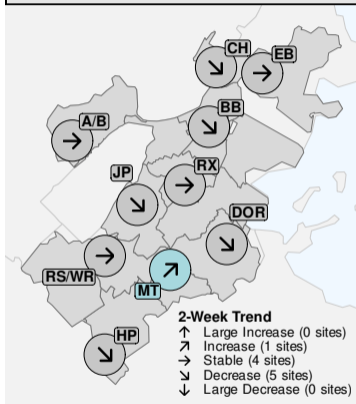 CH
EB
BB
A/B
RX
JP
DOR
RS/WR
MT
HP
2-Week Trend
↑ Large Increase (0 sites)
↗ Increase (1 sites)
→ Stable (4 sites)
↘ Decrease (5 sites)
↓ Large Decrease (0 sites)